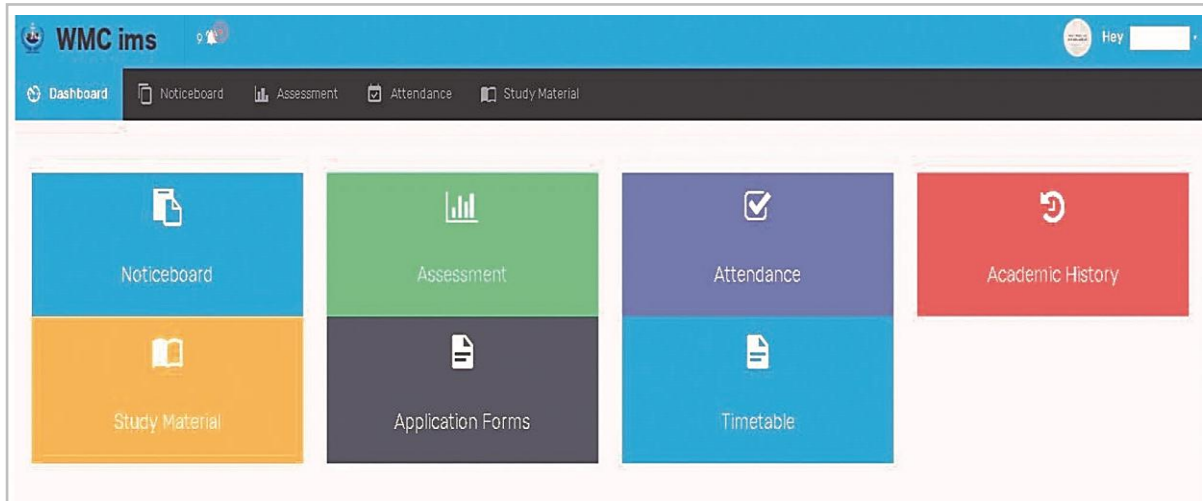 WMC ims
9
Hey
Dashboard Noticeboard Assessment Attendance Study Material
Noticeboard Assessment Attendance Academic History
Study Material Application Forms Timetable